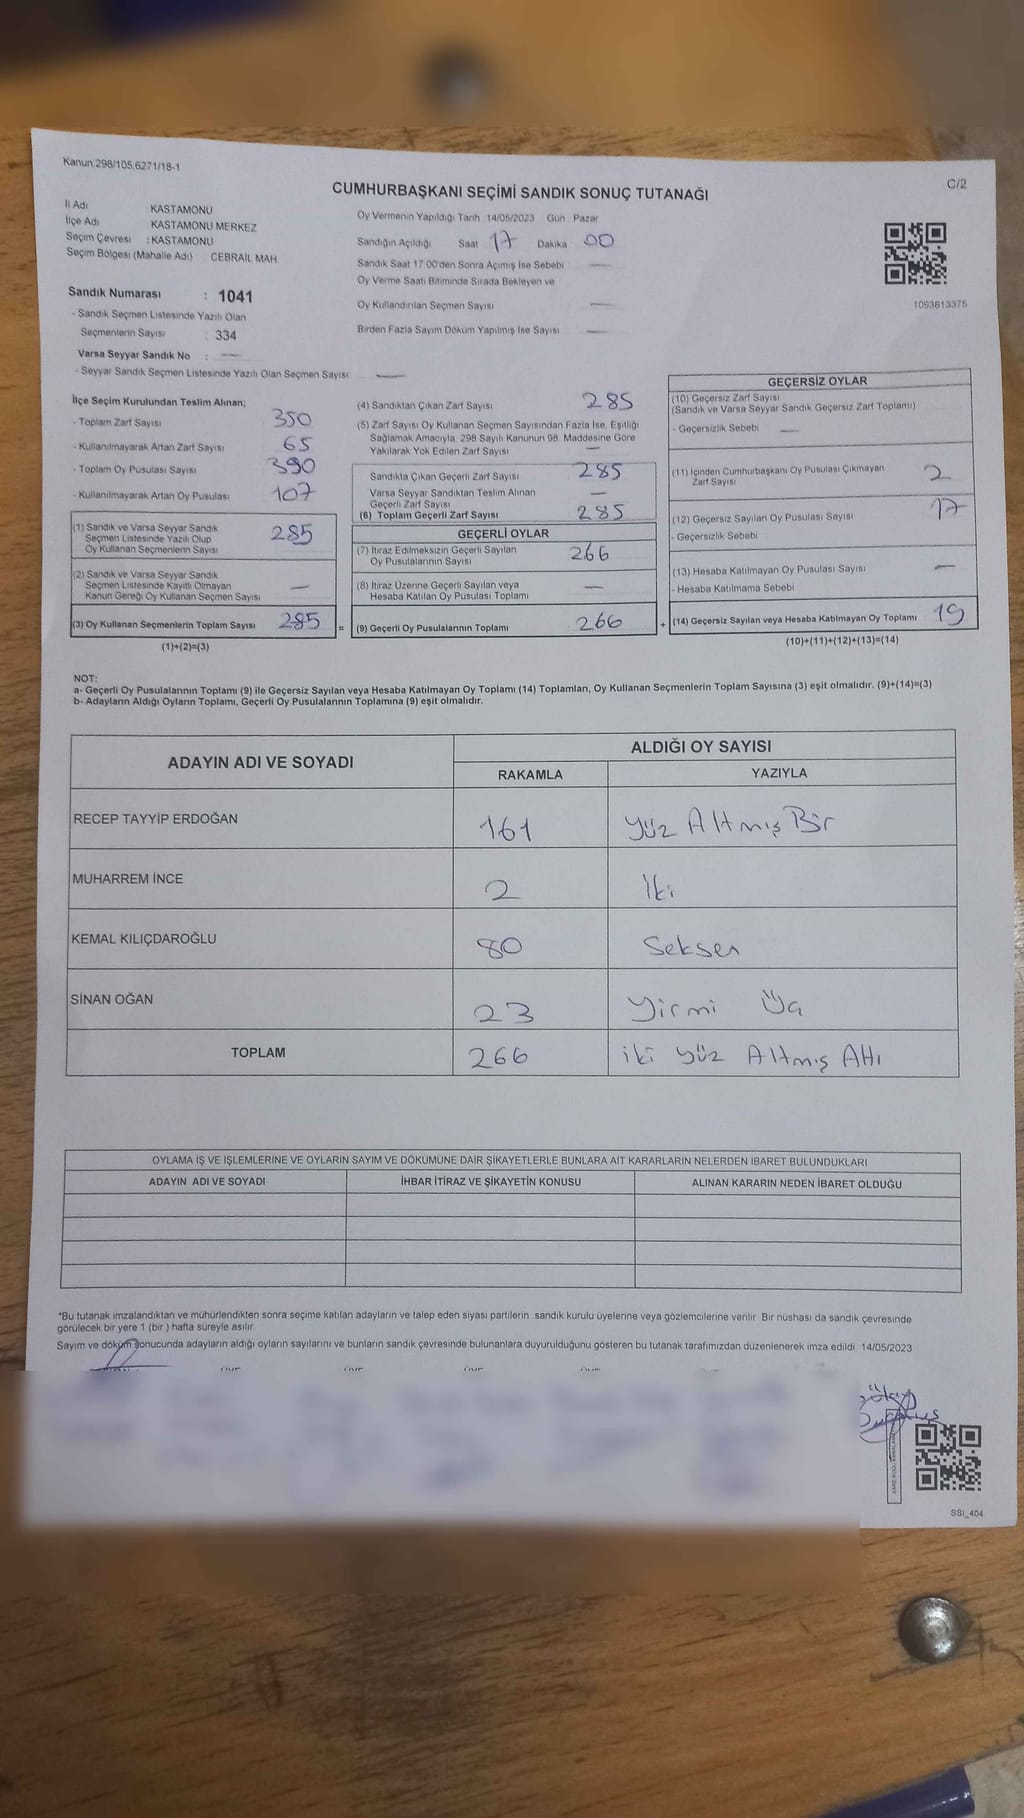 Kanun 298/105,6271/18-1
C/2
CUMHURBAŞKANI SEÇİMİ SANDIK SONUÇ TUTANAĞI
İl Adı KASTAMONU
İlçe Adı KASTAMONU MERKEZ
Seçim Çevresi : KASTAMONU
Seçim Bölgesi (Mahalle Adı) CEBRAIL MAH
Sandık Numarası : 1041
- Sandık Seçmen Listesinde Yazılı Olan
Seçmenlerin Sayısı : 334
Varsa Seyyar Sandık No : —
- Seyyar Sandık Seçmen Listesinde Yazılı Olan Seçmen Sayısı —
Oy Vermenin Yapıldığı Tarih 14/05/2023 Gün Pazar
Sandığın Açıldığı Saat 17 Dakika 00
Sandık Saat 17 00'den Sonra Açımış İse Sebebi —
Oy Verme Saati Bitiminde Sırada Bekleyen ve
Oy Kullandırılan Seçmen Sayısı —
Birden Fazla Sayım Döküm Yapılmış İse Sayısı —
1093613375
İlçe Seçim Kurulundan Teslim Alınan;
- Toplam Zarf Sayısı 350
- Kullanılmayarak Artan Zarf Sayısı 65
- Toplam Oy Pusulası Sayısı 390
- Kullanılmayarak Artan Oy Pusulası 107
(1) Sandık ve Varsa Seyyar Sandık
Seçmen Listesinde Yazılı Olup
Oy Kullanan Seçmenlerin Sayısı 285
(2) Sandık ve Varsa Seyyar Sandık
Seçmen Listesinde Kayıtlı Olmayan
Kanun Gereği Oy Kullanan Seçmen Sayısı —
(3) Oy Kullanan Seçmenlerin Toplam Sayısı 285 =
(1)+(2)=(3)
(4) Sandıktan Çıkan Zarf Sayısı 285
(5) Zarf Sayısı Oy Kullanan Seçmen Sayısından Fazla İse, Eşitliği
Sağlamak Amacıyla, 298 Sayılı Kanunun 98. Maddesine Göre
Yakılarak Yok Edilen Zarf Sayısı —
Sandıkta Çıkan Geçerli Zarf Sayısı 285
Varsa Seyyar Sandıktan Teslim Alınan
Geçerli Zarf Sayısı —
(6) Toplam Geçerli Zarf Sayısı 285
GEÇERLİ OYLAR
(7) İtiraz Edilmeksizin Geçerli Sayılan
Oy Pusulalarının Sayısı 266
(8) İtiraz Üzerine Geçerli Sayılan veya
Hesaba Katılan Oy Pusulası Toplamı —
(9) Geçerli Oy Pusulalarının Toplamı 266 +
GEÇERSİZ OYLAR
(10) Geçersiz Zarf Sayısı
(Sandık ve Varsa Seyyar Sandık Geçersiz Zarf Toplamı)
- Geçersizlik Sebebi —
(11) İçinden Cumhurbaşkanı Oy Pusulası Çıkmayan
Zarf Sayısı 2
(12) Geçersiz Sayılan Oy Pusulası Sayısı 17
- Geçersizlik Sebebi
(13) Hesaba Katılmayan Oy Pusulası Sayısı —
- Hesaba Katılmama Sebebi
(14) Geçersiz Sayılan veya Hesaba Katılmayan Oy Toplamı 19
(10)+(11)+(12)+(13)=(14)
NOT:
a- Geçerli Oy Pusulalarının Toplamı (9) ile Geçersiz Sayılan veya Hesaba Katılmayan Oy Toplamı (14) Toplamları, Oy Kullanan Seçmenlerin Toplam Sayısına (3) eşit olmalıdır. (9)+(14)=(3)
b- Adayların Aldığı Oyların Toplamı, Geçerli Oy Pusulalarının Toplamına (9) eşit olmalıdır.
ADAYIN ADI VE SOYADI ALDIĞI OY SAYISI
RAKAMLA YAZIYLA
RECEP TAYYİP ERDOĞAN 161 Yüz Altmış Bir
MUHARREM İNCE 2 İki
KEMAL KILIÇDAROĞLU 80 Seksen
SİNAN OĞAN 23 Yirmi Üç
TOPLAM 266 iki yüz Altmış Altı
OYLAMA İŞ VE İŞLEMLERİNE VE OYLARIN SAYIM VE DÖKÜMÜNE DAİR ŞİKAYETLERLE BUNLARA AİT KARARLARIN NELERDEN İBARET BULUNDUKLARI
ADAYIN ADI VE SOYADI İHBAR İTİRAZ VE ŞİKAYETİN KONUSU ALINAN KARARIN NEDEN İBARET OLDUĞU
*Bu tutanak imzalandıktan ve mühürlendikten sonra seçime katılan adayların ve talep eden siyasi partilerin sandık kurulu üyelerine veya gözlemcilerine verilir. Bir nüshası da sandık çevresinde
görülecek bir yere 1 (bir ) hafta süreyle asılır.
Sayım ve döküm sonucunda adayların aldığı oyların sayılarını ve bunların sandık çevresinde bulunanlara duyurulduğunu gösteren bu tutanak tarafımızdan düzenlenerek imza edildi. 14/05/2023
SSI_404